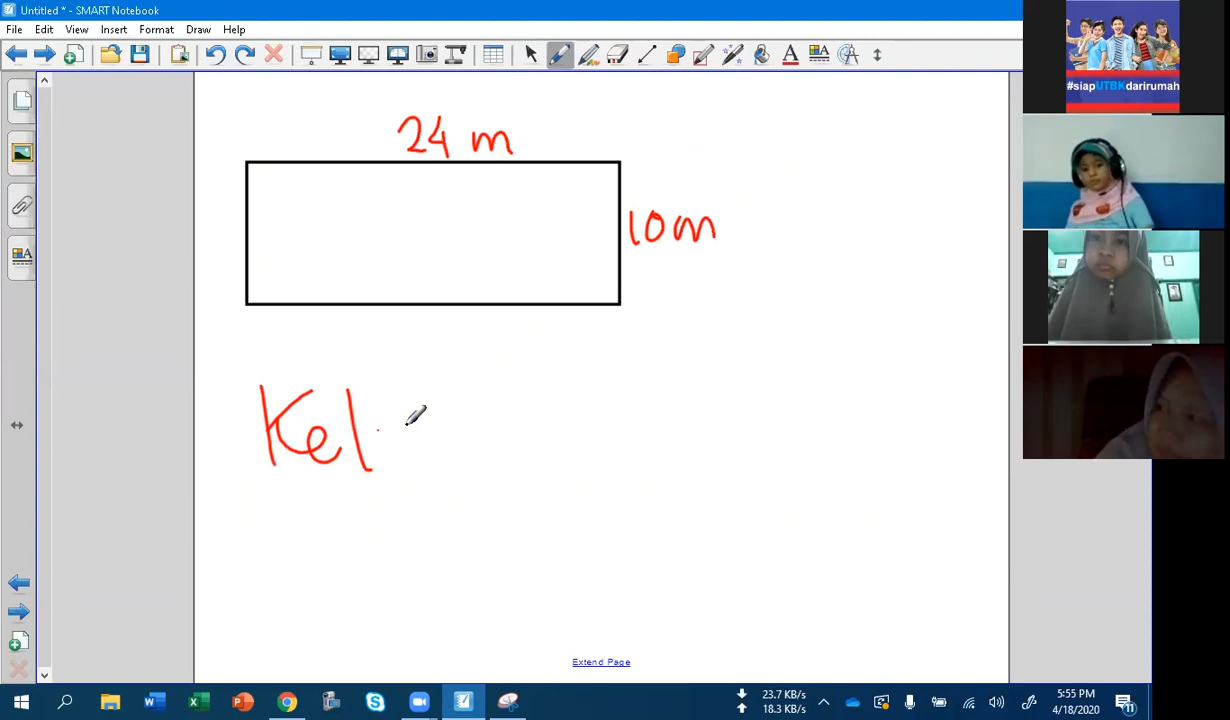 Untitled * - SMART Notebook
File Edit View Insert Format Draw Help
24 m
10m
Kel
Extend Page
#siapUTBKdarirumah
23.7 KB/s
18.3 KB/s
5:55 PM
4/18/2020
11